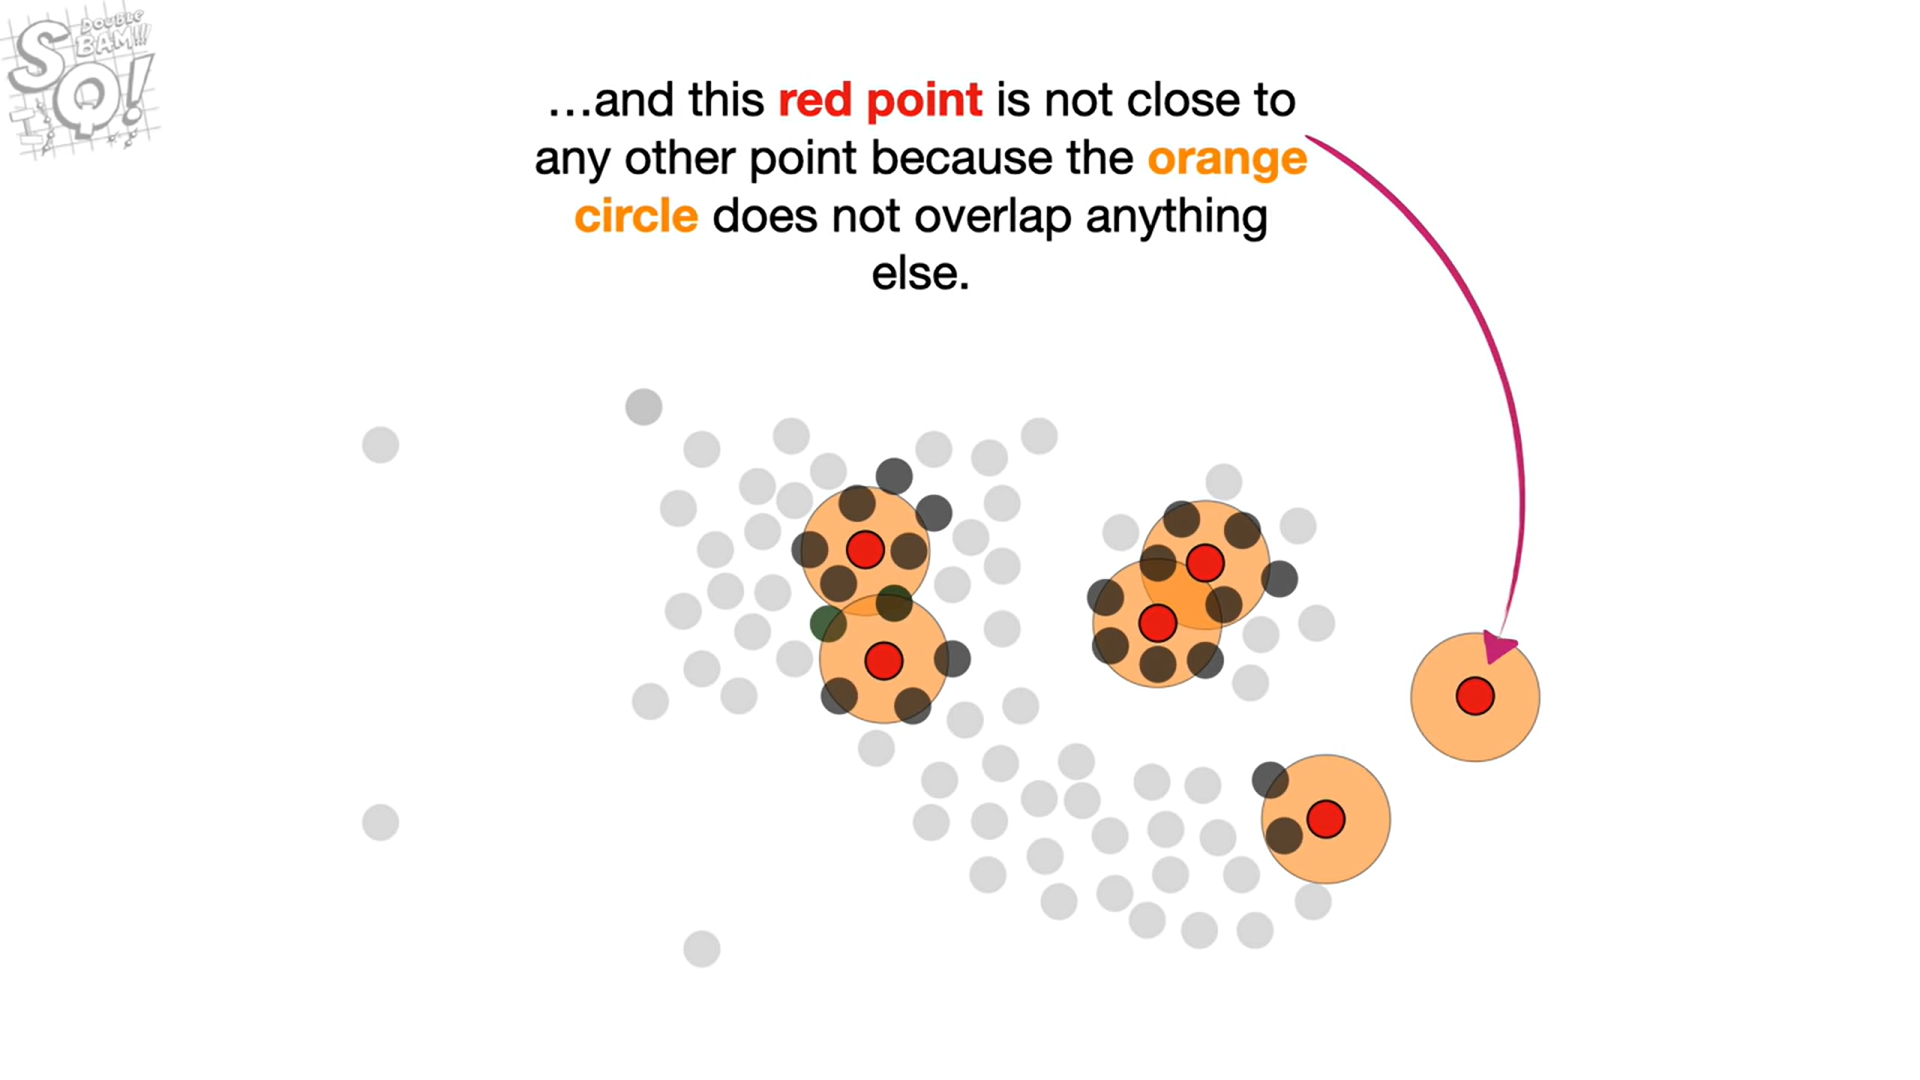 DOUBLE
BAM!!!
SQ!
…and this red point is not close to
any other point because the orange
circle does not overlap anything
else.